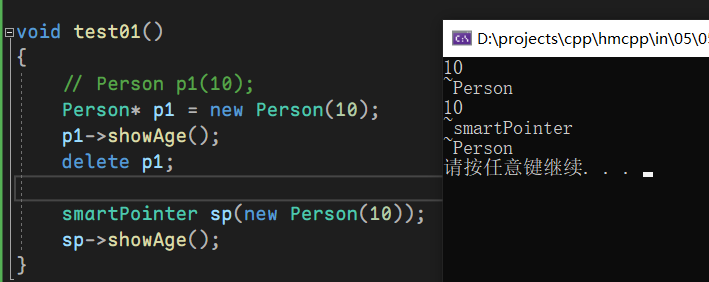 void test01()
{
// Person p1(10);
Person* p1 = new Person(10);
p1->showAge();
delete p1;
smartPointer sp(new Person(10));
sp->showAge();
}
D:\projects\cpp\hmcpp\in\05\05
10
~Person
10
~smartPointer
~Person
请按任意键继续. . .